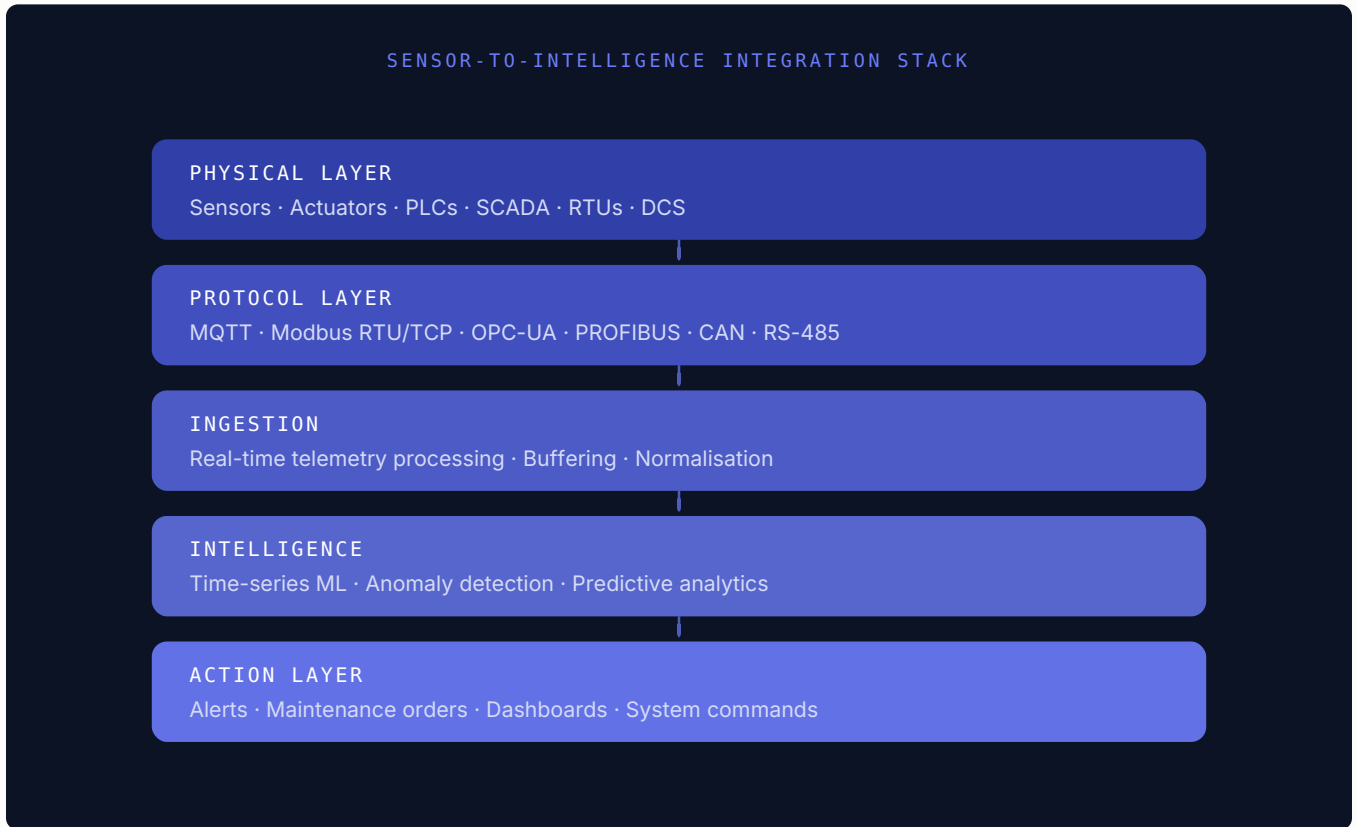 SENSOR-TO-INTELLIGENCE INTEGRATION STACK
PHYSICAL LAYER
Sensors · Actuators · PLCs · SCADA · RTUs · DCS
PROTOCOL LAYER
MQTT · Modbus RTU/TCP · OPC-UA · PROFIBUS · CAN · RS-485
INGESTION
Real-time telemetry processing · Buffering · Normalisation
INTELLIGENCE
Time-series ML · Anomaly detection · Predictive analytics
ACTION LAYER
Alerts · Maintenance orders · Dashboards · System commands